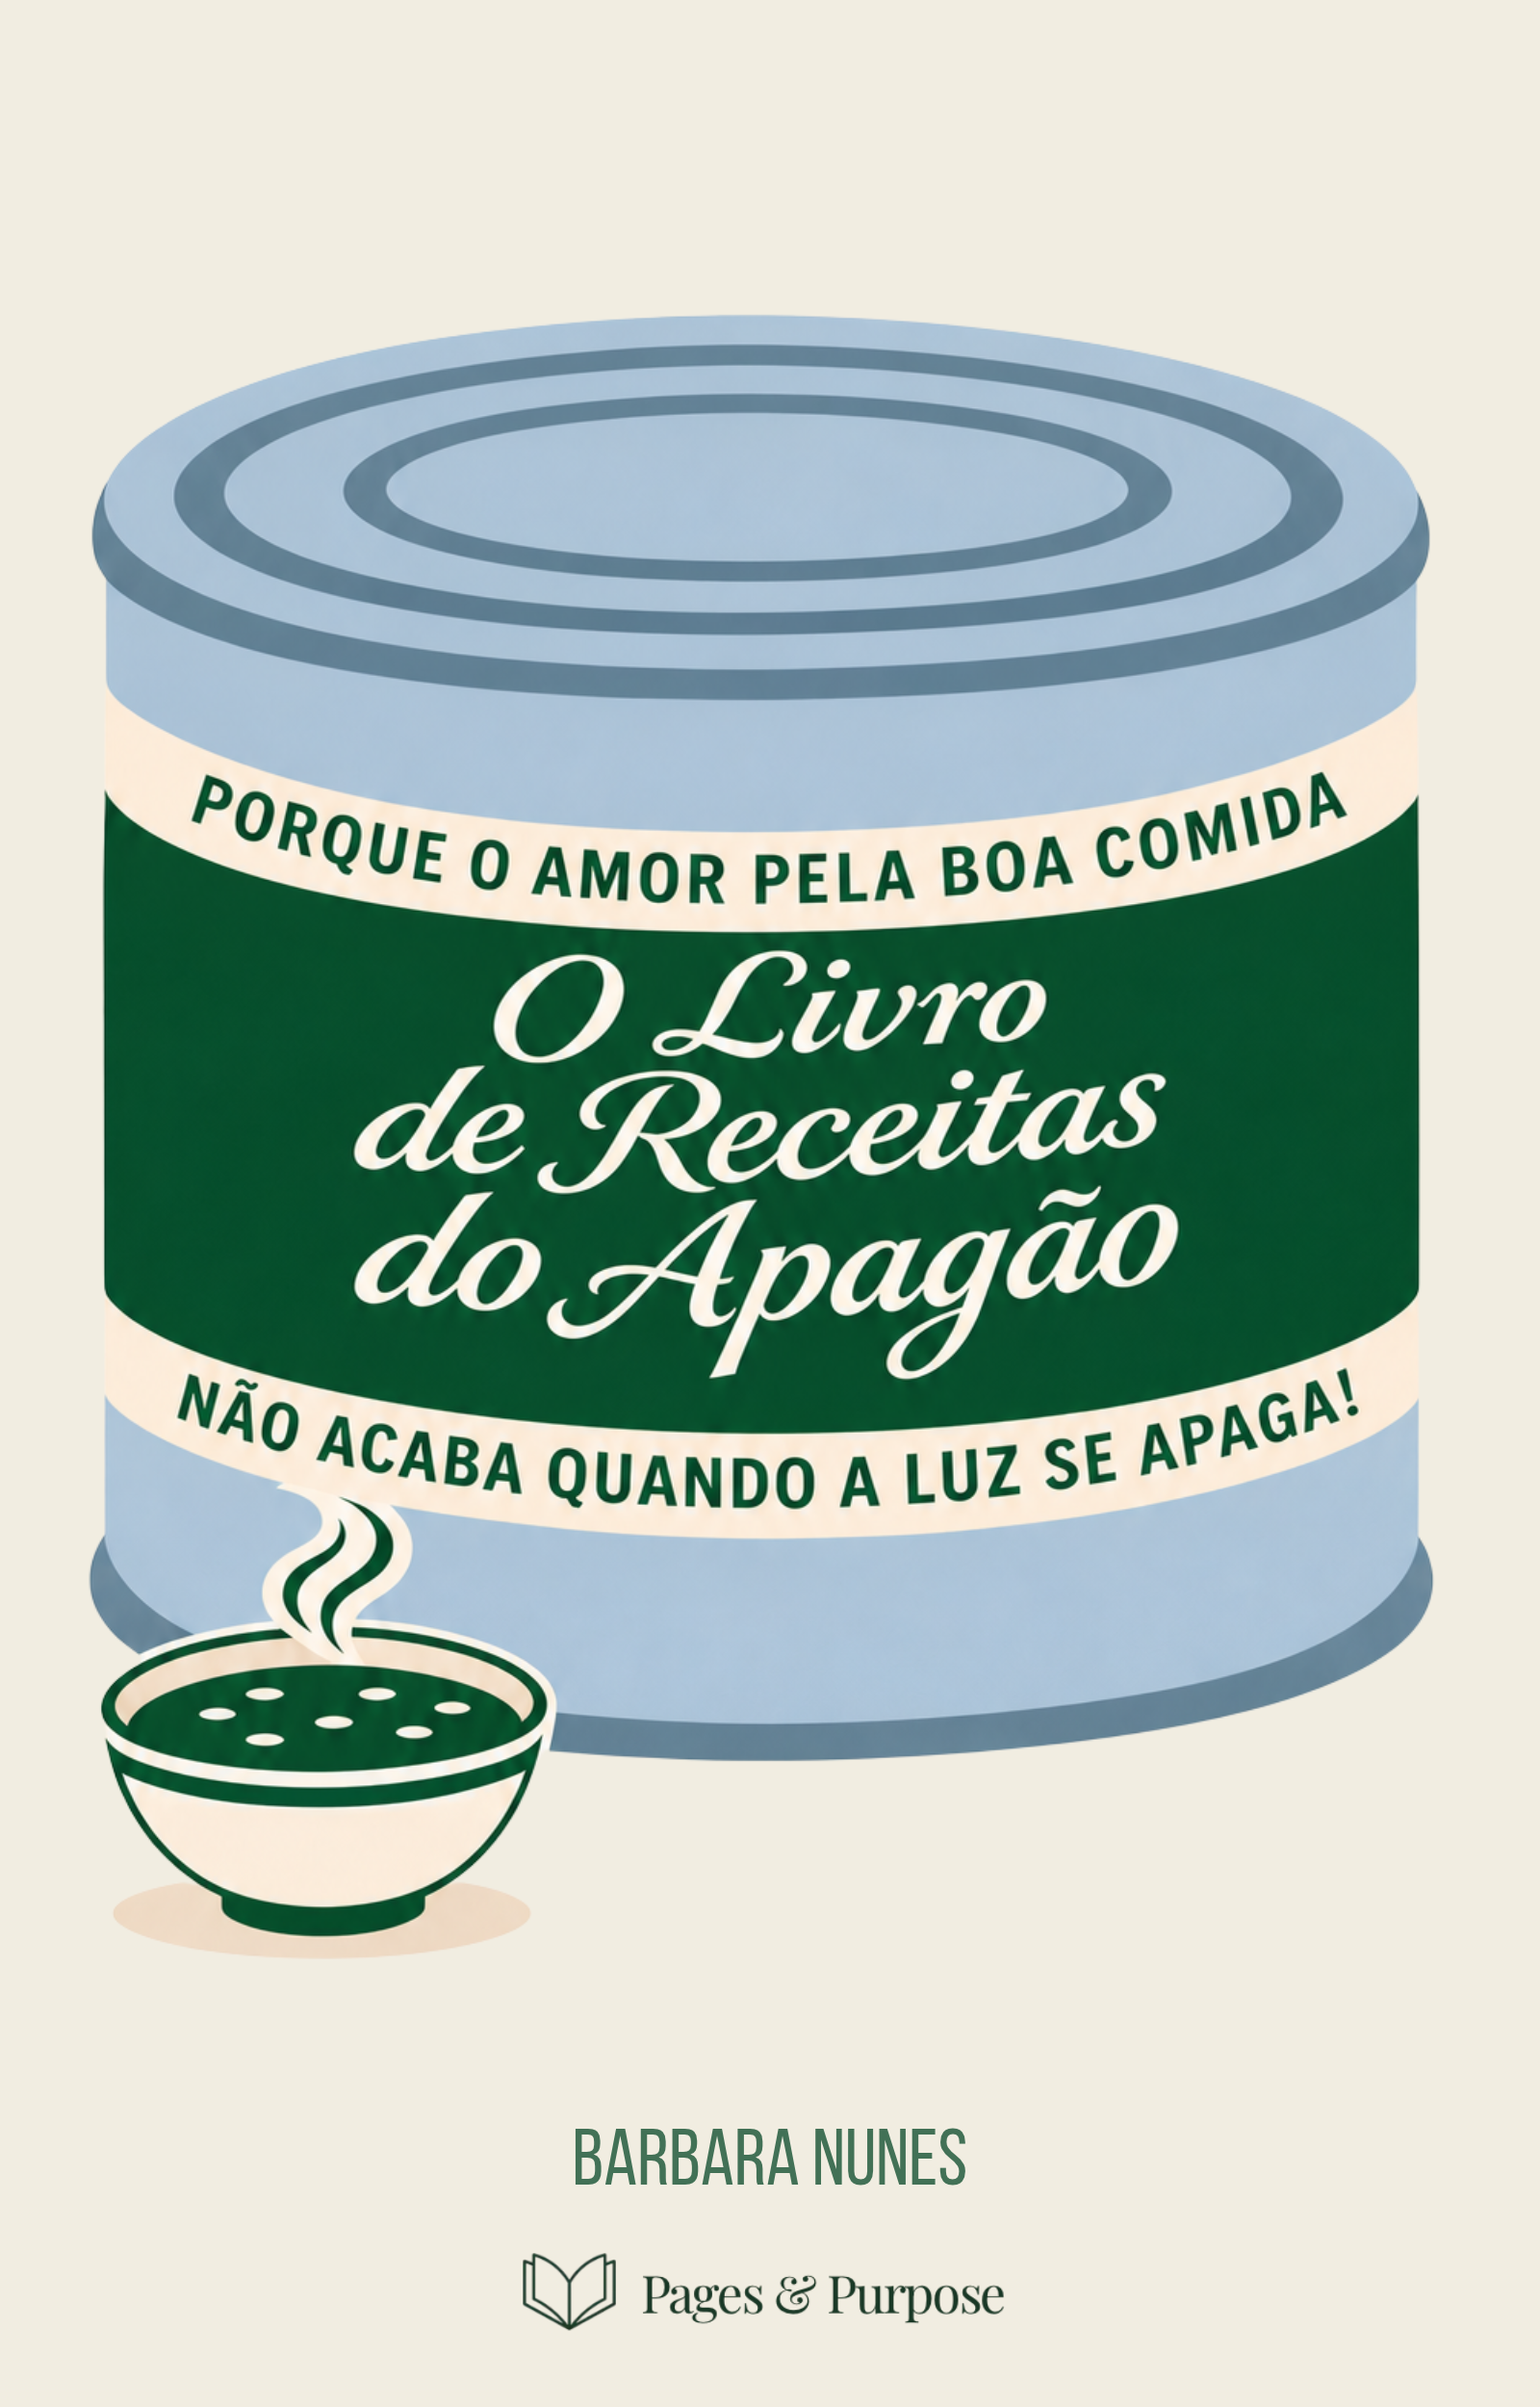 PORQUE O AMOR PELA BOA COMIDA
O Livro
de Receitas
do Apagão
NÃO ACABA QUANDO A LUZ SE APAGA!
BARBARA NUNES
Pages & Purpose